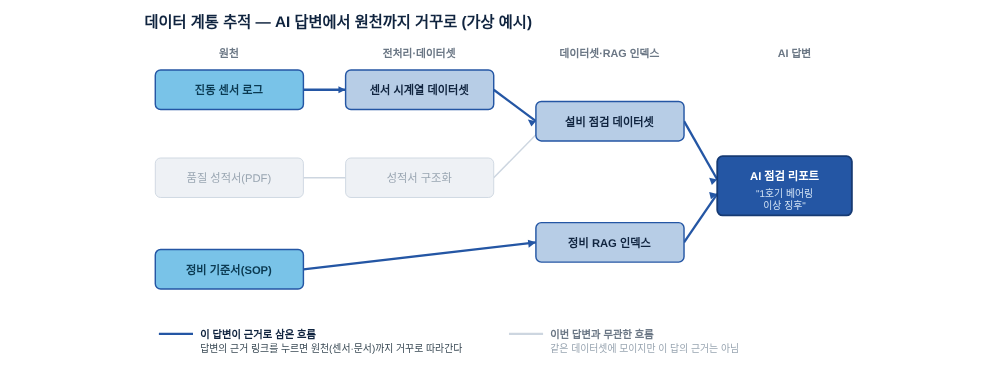 데이터 계통 추적 — AI 답변에서 원천까지 거꾸로 (가상 예시)
원천
전처리·데이터셋
데이터셋·RAG 인덱스
AI 답변
진동 센서 로그
센서 시계열 데이터셋
설비 점검 데이터셋
품질 성적서(PDF)
성적서 구조화
AI 점검 리포트
"1호기 베어링
이상 징후"
정비 기준서(SOP)
정비 RAG 인덱스
이 답변이 근거로 삼은 흐름
답변의 근거 링크를 누르면 원천(센서·문서)까지 거꾸로 따라간다
이번 답변과 무관한 흐름
같은 데이터셋에 모이지만 이 답의 근거는 아님